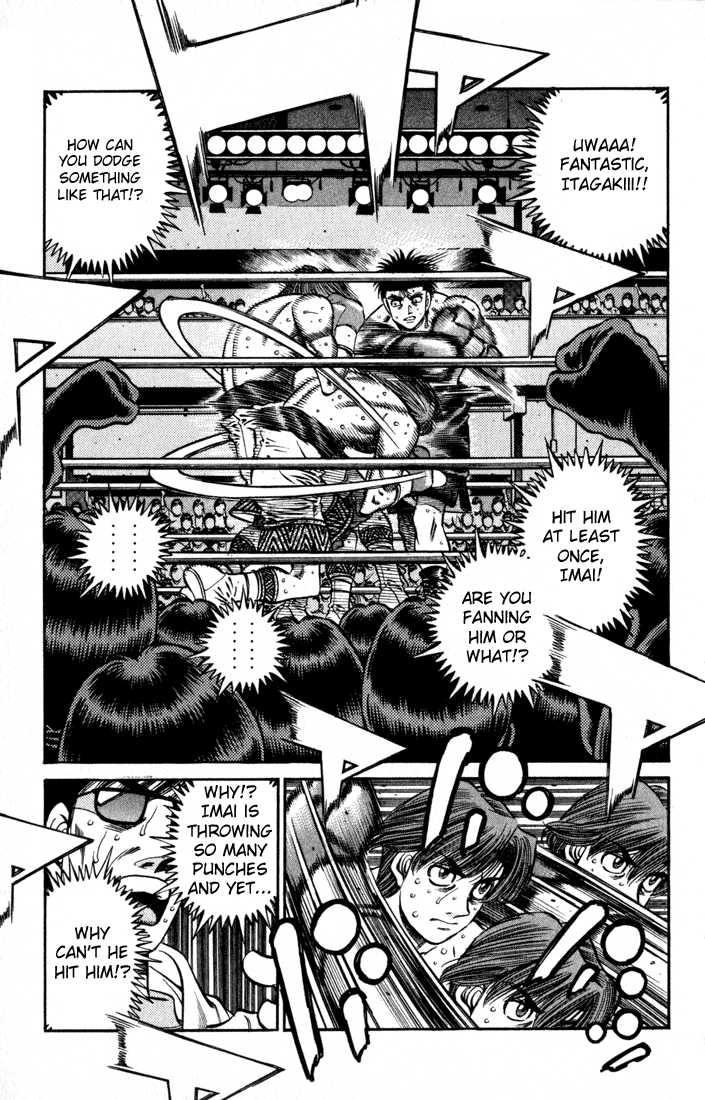 UWAAA!
FANTASTIC,
ITAGAKIII!!
HOW CAN
YOU DODGE
SOMETHING
LIKE THAT!?
HIT HIM
AT LEAST
ONCE,
IMAI!
ARE YOU
FANNING
HIM OR
WHAT!?
......
......
WHY!?
IMAI IS
THROWING
SO MANY
PUNCHES
AND YET...
WHY
CAN'T HE
HIT HIM!?